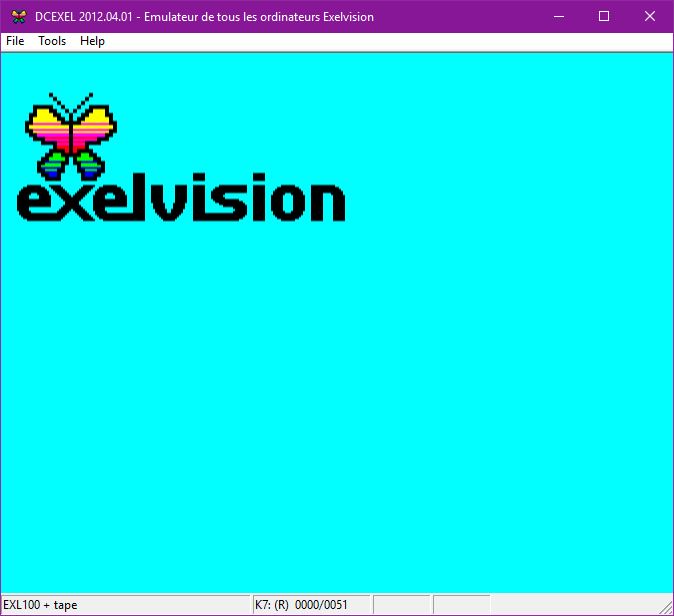 DCEXEL 2012.04.01 - Emulateur de tous les ordinateurs Exelvision
File Tools Help
exelvision
EXL100 + tape K7: (R) 0000/0051